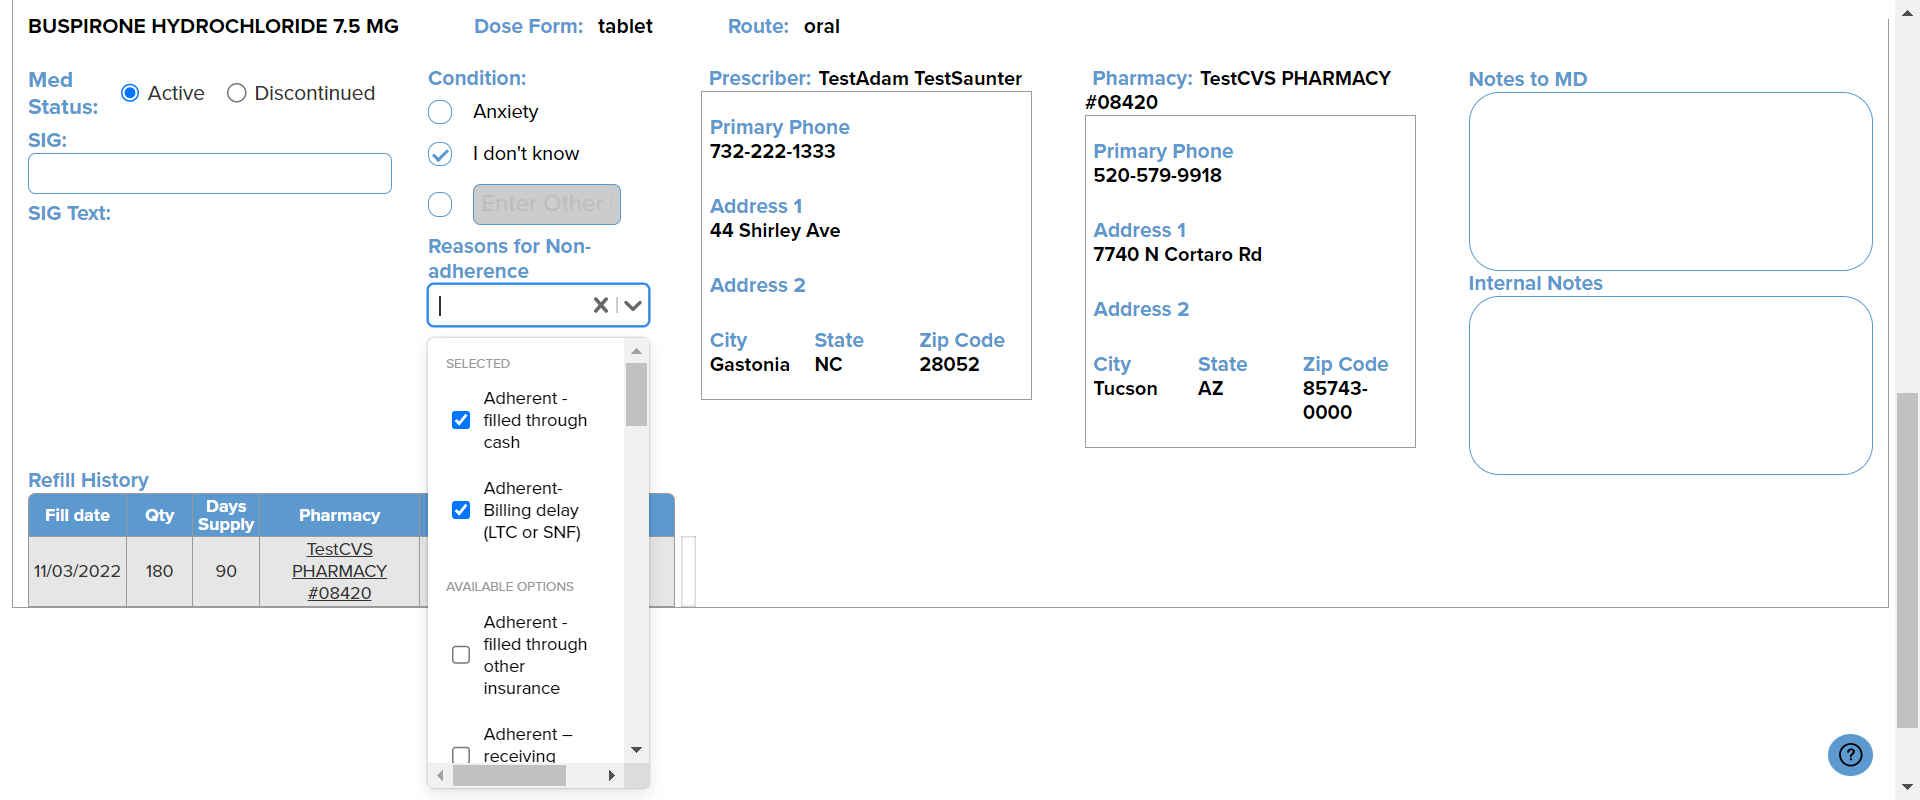 BUSPIRONE HYDROCHLORIDE 7.5 MG
Dose Form: tablet
Route: oral
Med
Status:
Active
Discontinued
SIG:
SIG Text:
Condition:
Anxiety
I don't know
Enter Other
Reasons for Non-
adherence
SELECTED
Adherent -
filled through
cash
Adherent-
Billing delay
(LTC or SNF)
AVAILABLE OPTIONS
Adherent -
filled through
other
insurance
Adherent –
receiving
Prescriber: TestAdam TestSaunter
Primary Phone
732-222-1333
Address 1
44 Shirley Ave
Address 2
City State Zip Code
Gastonia NC 28052
Pharmacy: TestCVS PHARMACY
#08420
Primary Phone
520-579-9918
Address 1
7740 N Cortaro Rd
Address 2
City State Zip Code
Tucson AZ 85743-
0000
Notes to MD
Internal Notes
Refill History
Fill date Qty Days
Supply Pharmacy
11/03/2022 180 90 TestCVS
PHARMACY
#08420